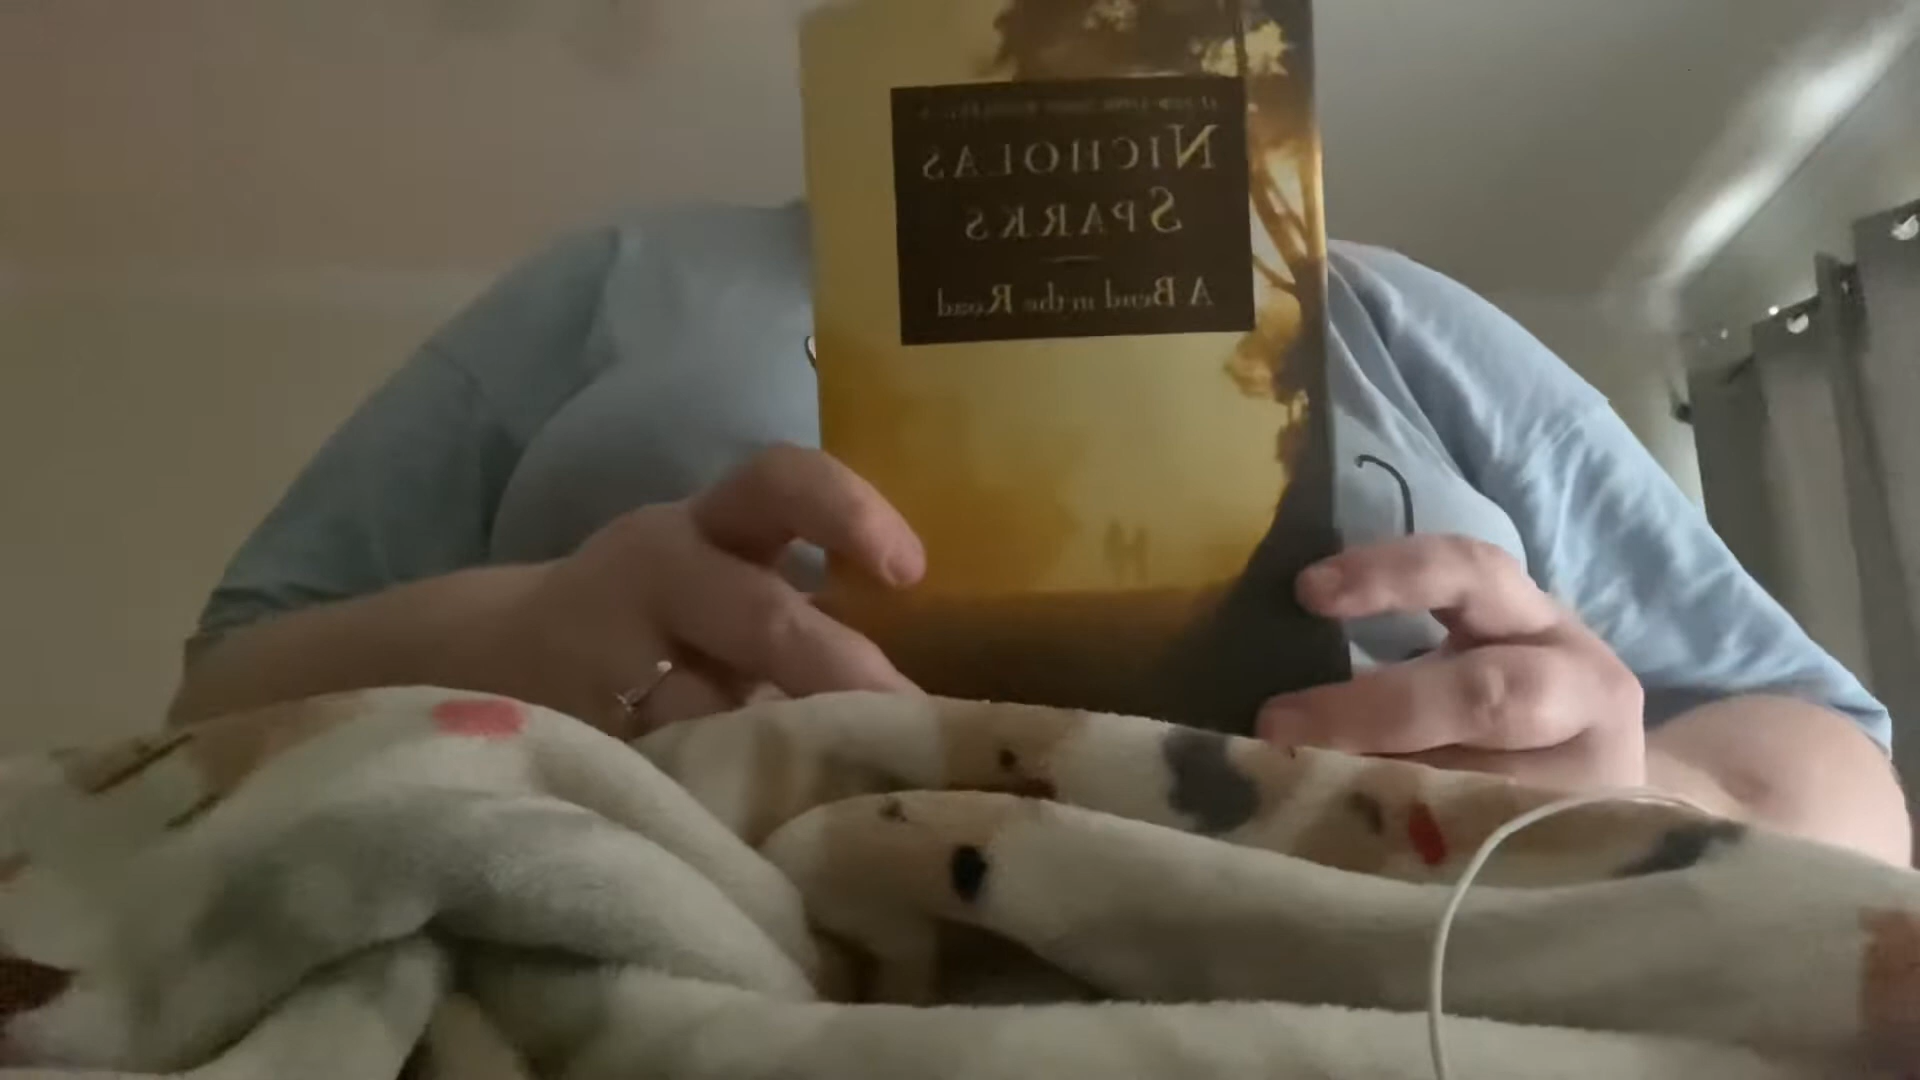 NICHOLAS
SPARKS
A Bend in the Road